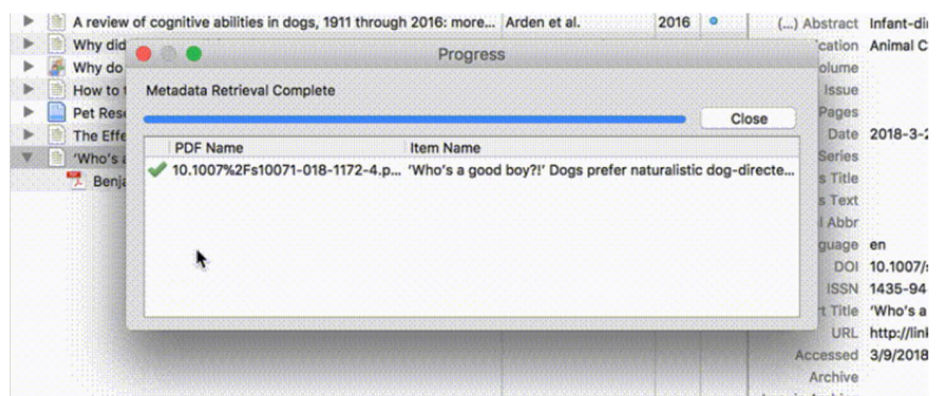 A review of cognitive abilities in dogs, 1911 through 2016: more... Arden et al. 2016 (...) Abstract Infant-di
Why did Progress cation Animal C
Why do olume
How to t Metadata Retrieval Complete Issue
Pet Rese Close Pages
The Effe PDF Name Item Name Date 2018-3-2
'Who's a 10.1007%2Fs10071-018-1172-4.p... 'Who's a good boy?!' Dogs prefer naturalistic dog-directe... Series
Benja s Title
s Text
l Abbr
guage en
DOI 10.1007/s
ISSN 1435-94
t Title 'Who's a
URL http://link
Accessed 3/9/2018
Archive